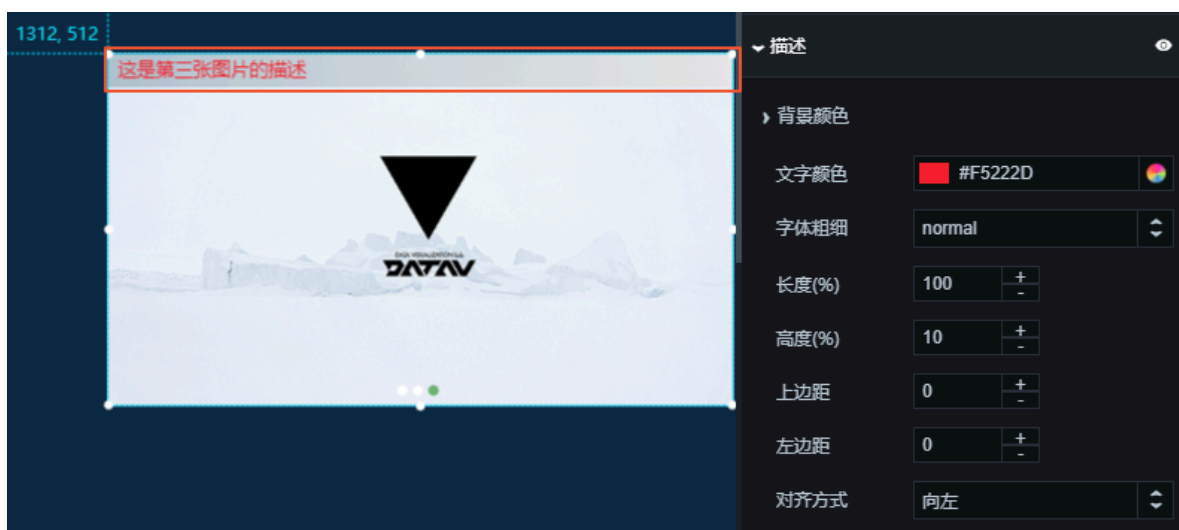 1312, 512
这是第三张图片的描述
DATAV
描述
背景颜色
文字颜色
#F5222D
字体粗细
normal
长度(%)
100
+
-
高度(%)
10
+
-
上边距
0
+
-
左边距
0
+
-
对齐方式
向左